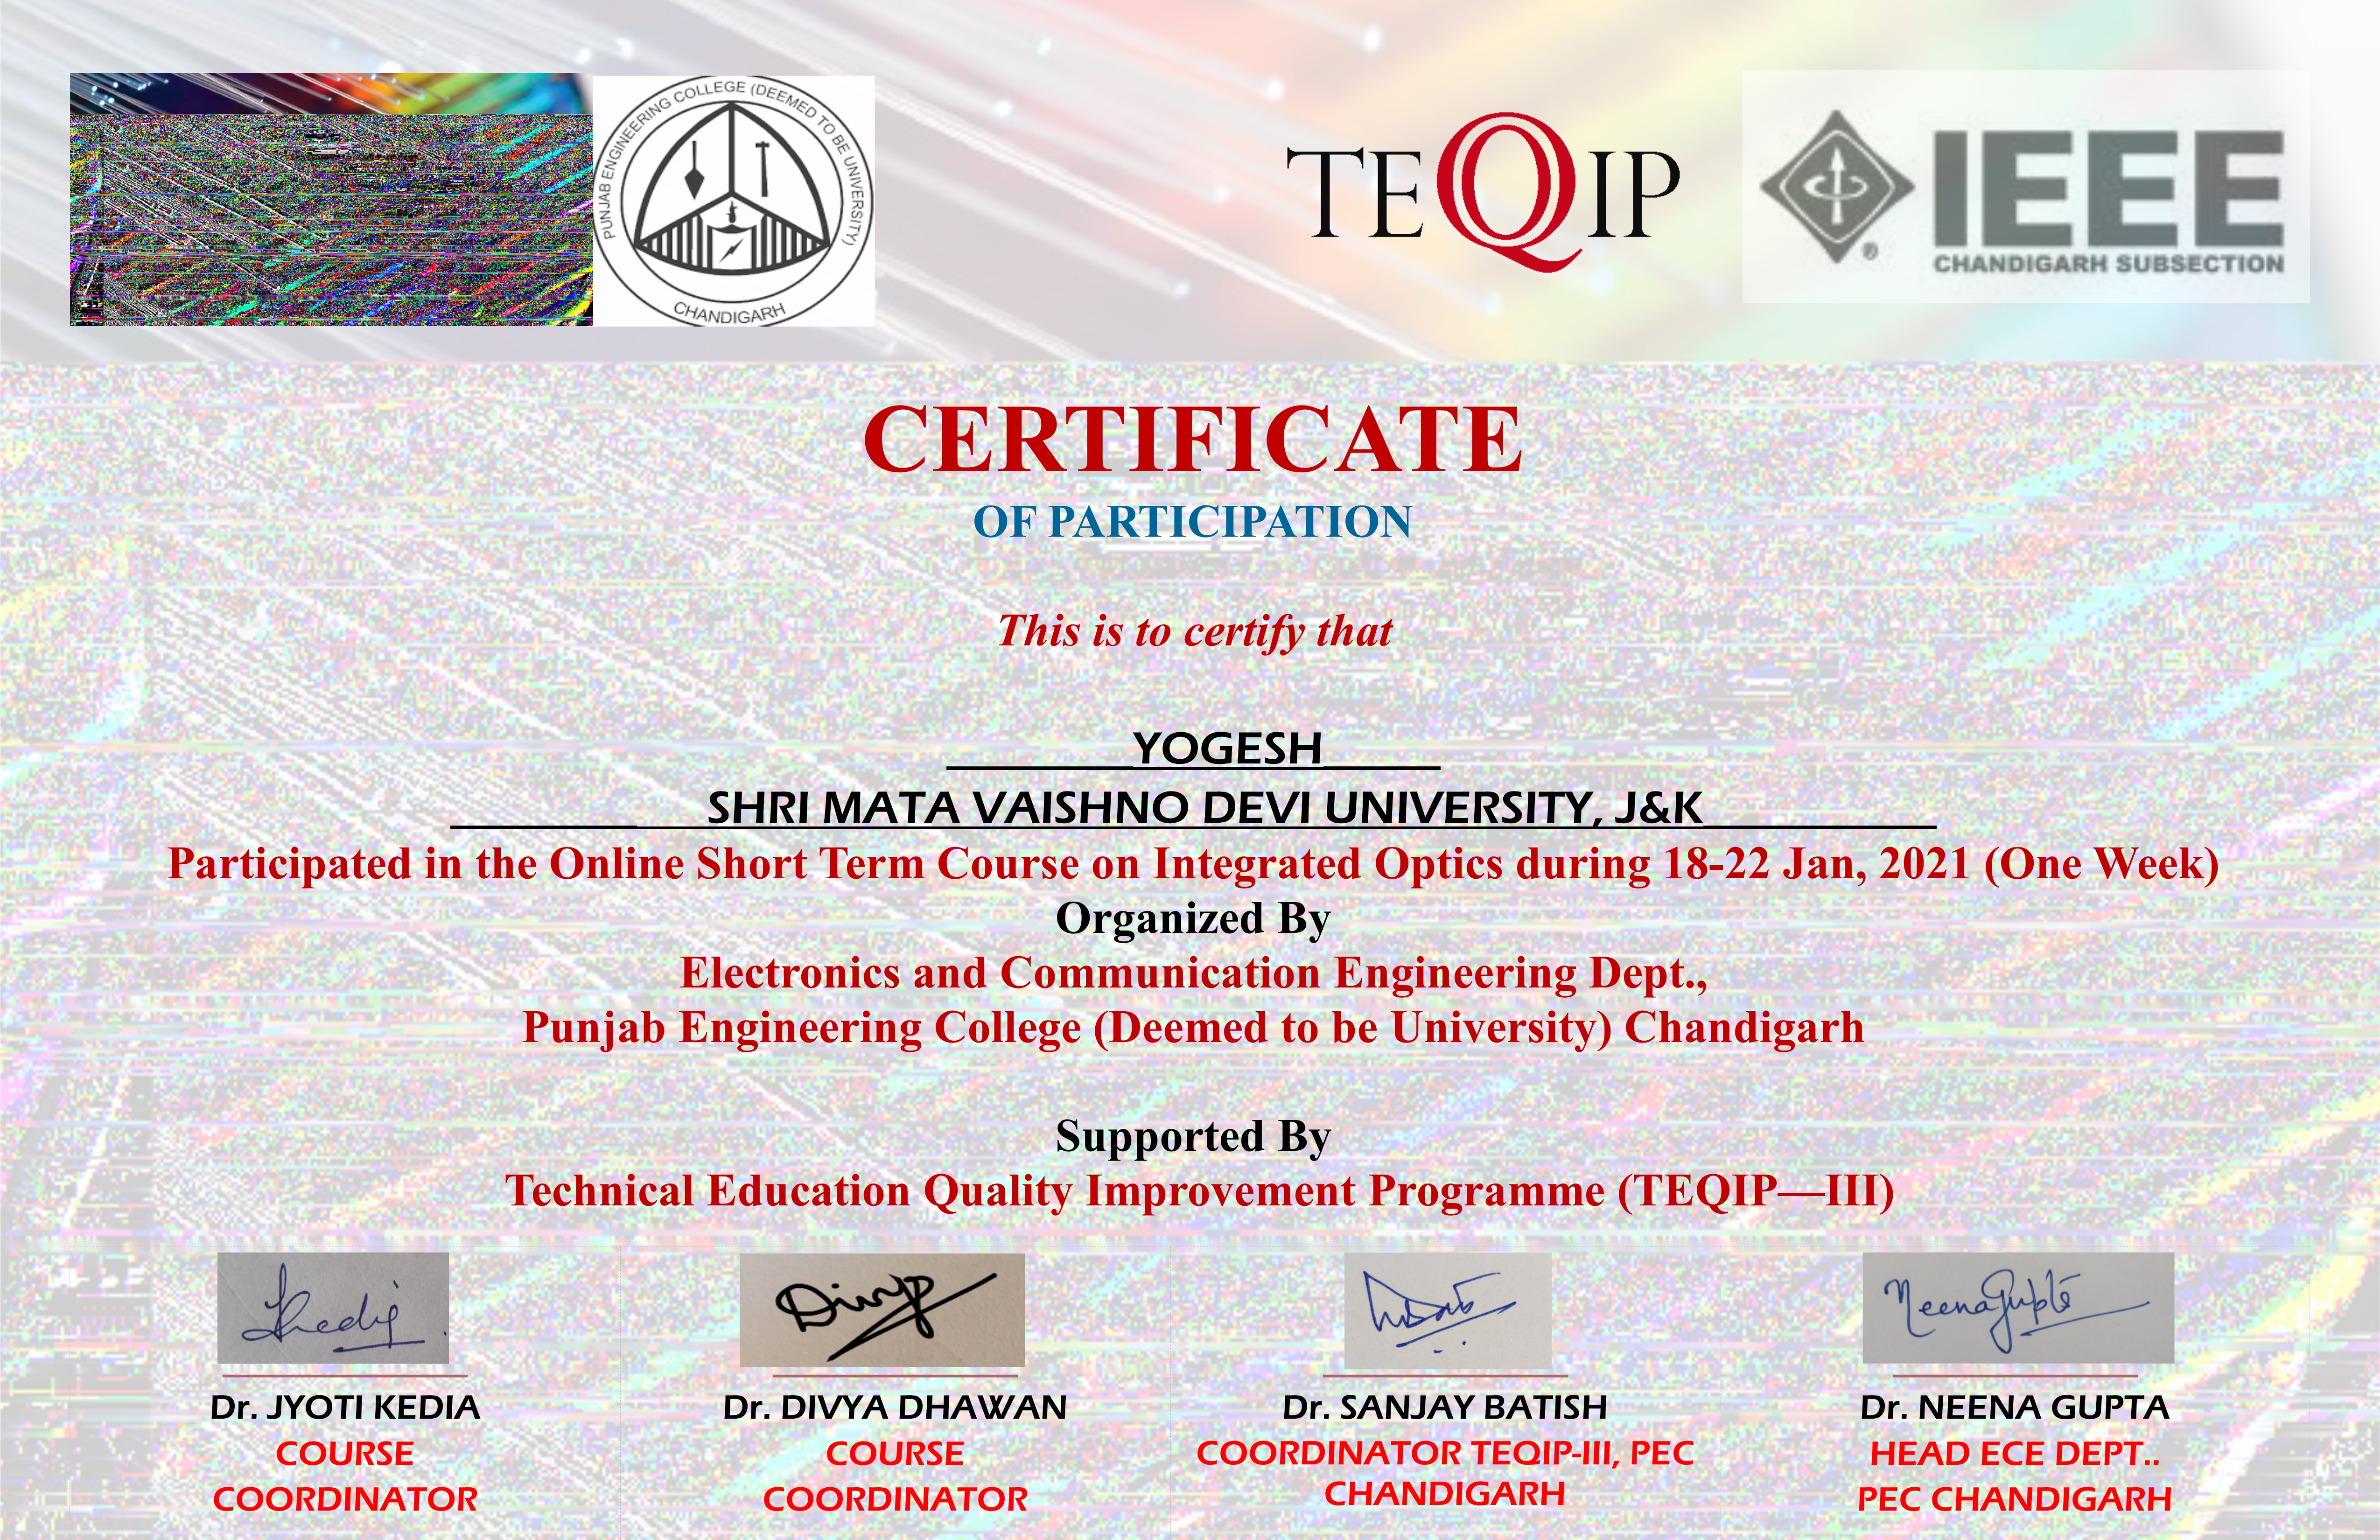 PUNJAB ENGINEERING COLLEGE (DEEMED TO BE UNIVERSITY)
CHANDIGARH
TEQIP
IEEE
CHANDIGARH SUBSECTION
CERTIFICATE
OF PARTICIPATION
This is to certify that
YOGESH
SHRI MATA VAISHNO DEVI UNIVERSITY, J&K
Participated in the Online Short Term Course on Integrated Optics during 18-22 Jan, 2021 (One Week)
Organized By
Electronics and Communication Engineering Dept.,
Punjab Engineering College (Deemed to be University) Chandigarh
Supported By
Technical Education Quality Improvement Programme (TEQIP—III)
Neena Gupta
Dr. JYOTI KEDIA
COURSE
COORDINATOR
Dr. DIVYA DHAWAN
COURSE
COORDINATOR
Dr. SANJAY BATISH
COORDINATOR TEQIP-III, PEC
CHANDIGARH
Dr. NEENA GUPTA
HEAD ECE DEPT..
PEC CHANDIGARH